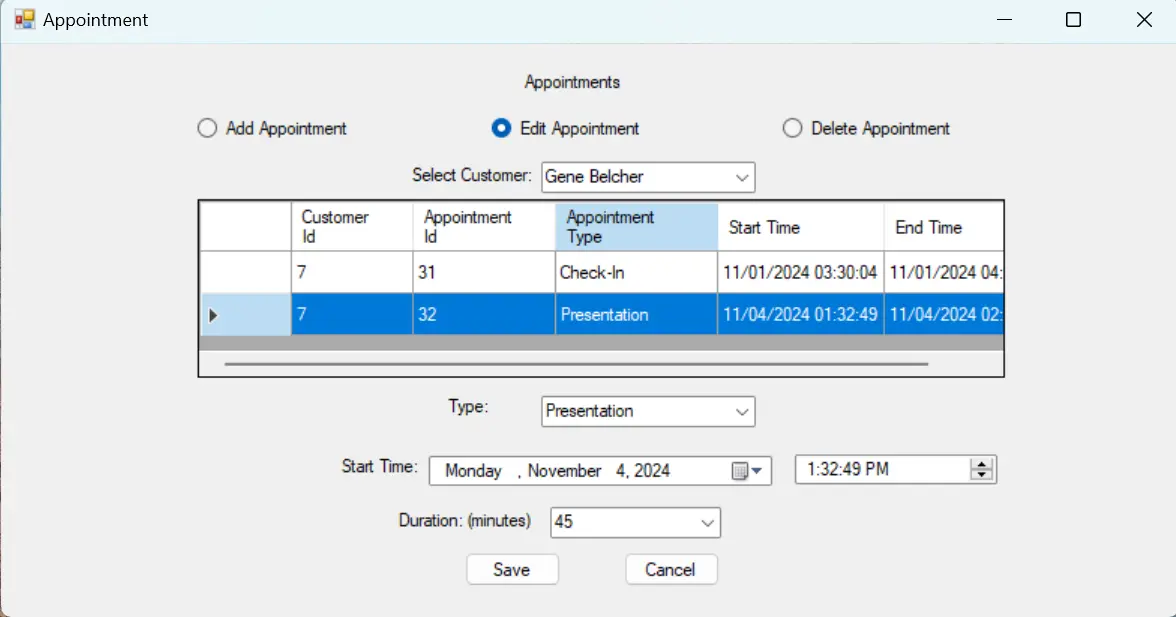 Appointment
Appointments
Add Appointment Edit Appointment Delete Appointment
Select Customer: Gene Belcher
Customer Id Appointment Id Appointment Type Start Time End Time
7 31 Check-In 11/01/2024 03:30:04 11/01/2024 04:
7 32 Presentation 11/04/2024 01:32:49 11/04/2024 02:
Type: Presentation
Start Time: Monday , November 4, 2024 1:32:49 PM
Duration: (minutes) 45
Save Cancel